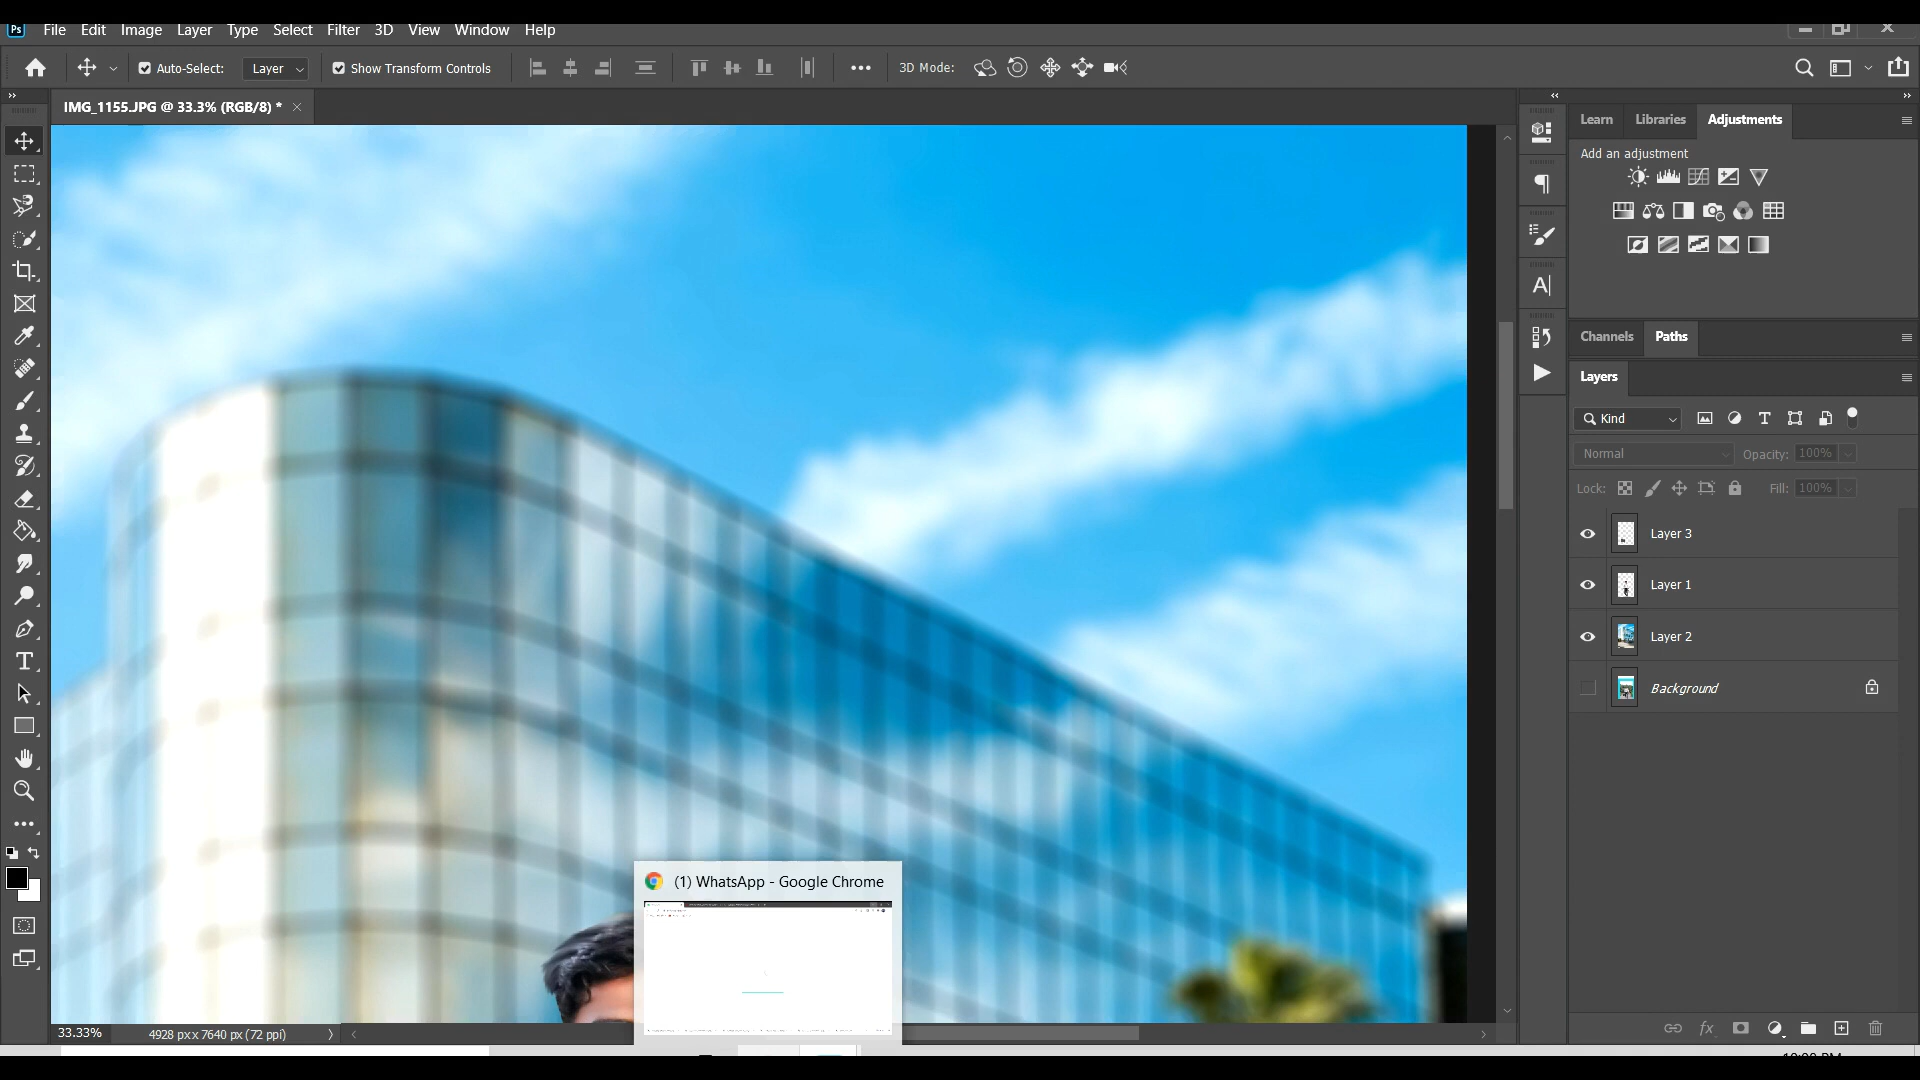 Ps File Edit Image Layer Type Select Filter 3D View Window Help
Auto-Select: Layer Show Transform Controls 3D Mode:
IMG_1155.JPG @ 33.3% (RGB/8) *
Learn Libraries Adjustments
Add an adjustment
Channels Paths
Layers
Kind
Normal Opacity: 100%
Lock: Fill: 100%
Layer 3
Layer 1
Layer 2
Background
(1) WhatsApp - Google Chrome
33.33% 4928 px x 7640 px (72 ppi)